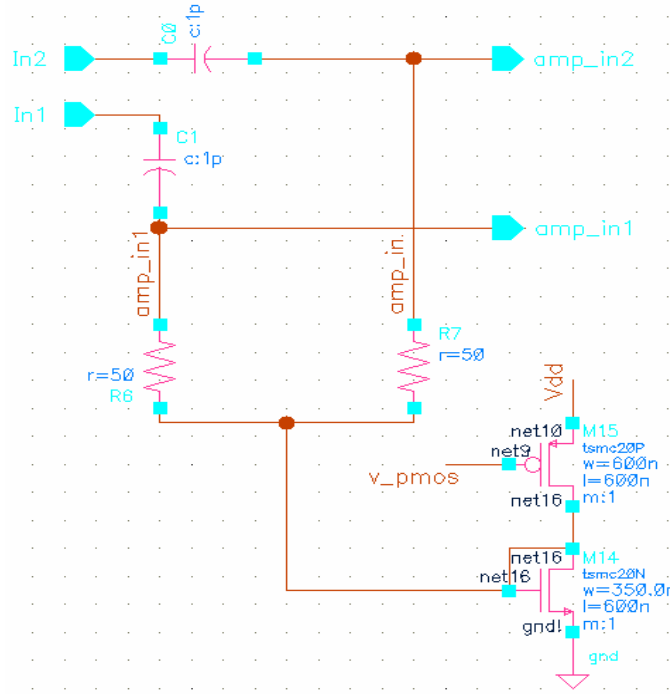 c:1p
C0
In2
amp_in2
In1
C1
c:1p
amp_in1
amp_in1
amp_in.
R7
r=50
r=50
R6
Vdd
net10
M15
net9
tsmc20P
w=600n
v_pmos
l=600n
net16
m:1
net16
M14
net16
tsmc20N
w=350.0n
l=600n
gnd!
m:1
gnd